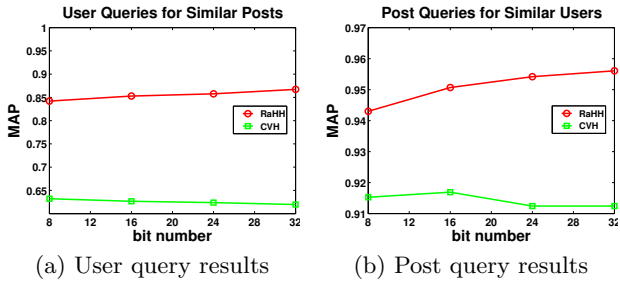 User Queries for Similar Posts
1
0.95
0.9
0.85
0.8
0.75
0.7
0.65
MAP
RaHH
CVH
8 12 16 20 24 28 32
bit number
(a) User query results
Post Queries for Similar Users
0.97
0.96
0.95
0.94
0.93
0.92
0.91
MAP
RaHH
CVH
8 12 16 20 24 28 32
bit number
(b) Post query results